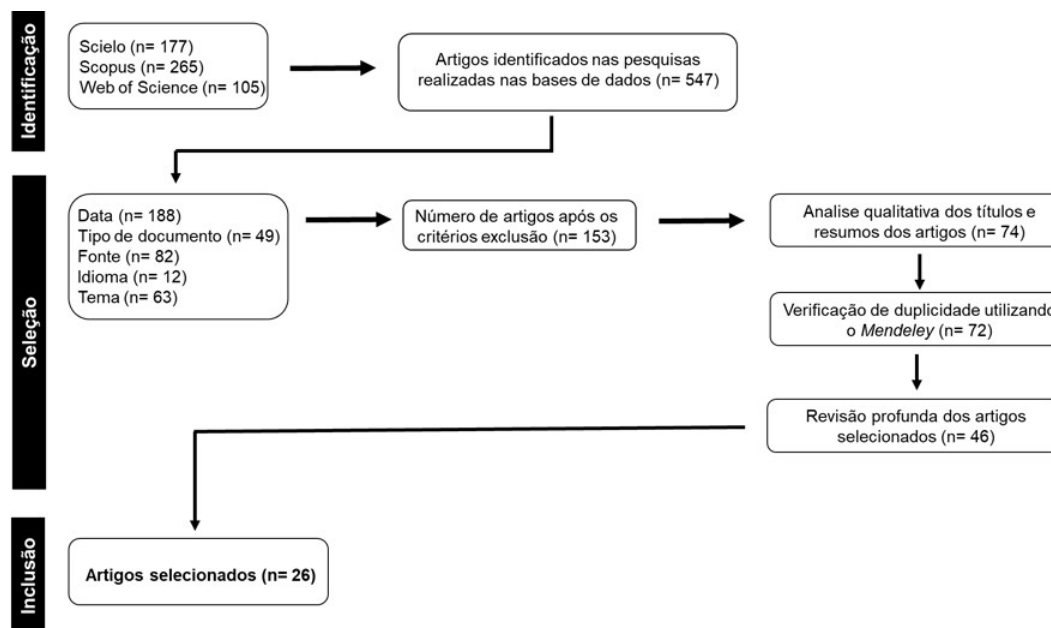 Identificação
Scielo (n= 177)
Scopus (n= 265)
Web of Science (n= 105)
Artigos identificados nas pesquisas
realizadas nas bases de dados (n= 547)
Seleção
Data (n= 188)
Tipo de documento (n= 49)
Fonte (n= 82)
Idioma (n= 12)
Tema (n= 63)
Número de artigos após os
critérios exclusão (n= 153)
Analise qualitativa dos títulos e
resumos dos artigos (n= 74)
Verificação de duplicidade utilizando
o Mendeley (n= 72)
Revisão profunda dos artigos
selecionados (n= 46)
Inclusão
Artigos selecionados (n= 26)